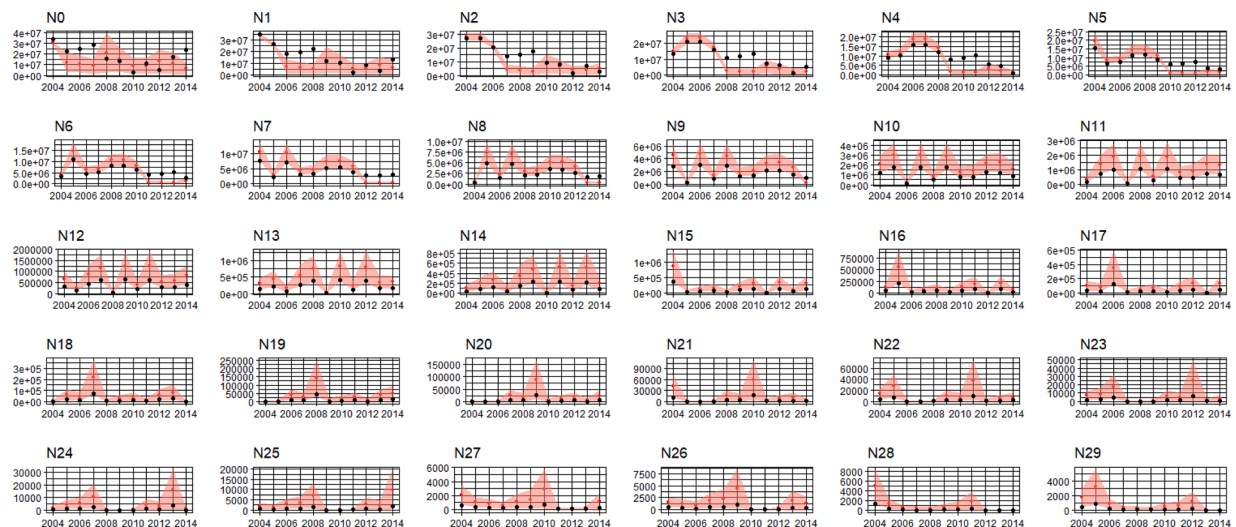 N0 N1 N2 N3 N4 N5
4e+07 3e+07 2e+07 1e+07 0e+00
3e+07 2e+07 1e+07 0e+00
3e+07 2e+07 1e+07 0e+00
2e+07 1e+07 0e+00
2.0e+07 1.5e+07 1.0e+07 5.0e+06 0.0e+00
2.5e+07 2.0e+07 1.5e+07 1.0e+07 5.0e+06 0.0e+00
2004 2006 2008 2010 2012 2014 2004 2006 2008 2010 2012 2014 2004 2006 2008 2010 2012 2014 2004 2006 2008 2010 2012 2014 2004 2006 2008 2010 2012 2014 2004 2006 2008 2010 2012 2014
N6 N7 N8 N9 N10 N11
1.5e+07 1.0e+07 5.0e+06 0.0e+00
1e+07 5e+06 0e+00
1.0e+07 7.5e+06 5.0e+06 2.5e+06 0.0e+00
6e+06 4e+06 2e+06 0e+00
4e+06 3e+06 2e+06 1e+06 0e+00
3e+06 2e+06 1e+06 0e+00
2004 2006 2008 2010 2012 2014 2004 2006 2008 2010 2012 2014 2004 2006 2008 2010 2012 2014 2004 2006 2008 2010 2012 2014 2004 2006 2008 2010 2012 2014 2004 2006 2008 2010 2012 2014
N12 N13 N14 N15 N16 N17
2000000 1500000 1000000 500000 0
1e+06 5e+05 0e+00
8e+05 6e+05 4e+05 2e+05 0e+00
1e+06 5e+05 0e+00
750000 500000 250000 0
6e+05 4e+05 2e+05 0e+00
2004 2006 2008 2010 2012 2014 2004 2006 2008 2010 2012 2014 2004 2006 2008 2010 2012 2014 2004 2006 2008 2010 2012 2014 2004 2006 2008 2010 2012 2014 2004 2006 2008 2010 2012 2014
N18 N19 N20 N21 N22 N23
3e+05 2e+05 1e+05 0e+00
250000 200000 150000 100000 50000 0
150000 100000 50000 0
90000 60000 30000 0
60000 40000 20000 0
50000 40000 30000 20000 10000 0
2004 2006 2008 2010 2012 2014 2004 2006 2008 2010 2012 2014 2004 2006 2008 2010 2012 2014 2004 2006 2008 2010 2012 2014 2004 2006 2008 2010 2012 2014 2004 2006 2008 2010 2012 2014
N24 N25 N27 N26 N28 N29
30000 20000 10000 0
20000 15000 10000 5000 0
6000 4000 2000 0
7500 5000 2500 0
8000 6000 4000 2000 0
4000 2000 0
2004 2006 2008 2010 2012 2014 2004 2006 2008 2010 2012 2014 2004 2006 2008 2010 2012 2014 2004 2006 2008 2010 2012 2014 2004 2006 2008 2010 2012 2014 2004 2006 2008 2010 2012 2014